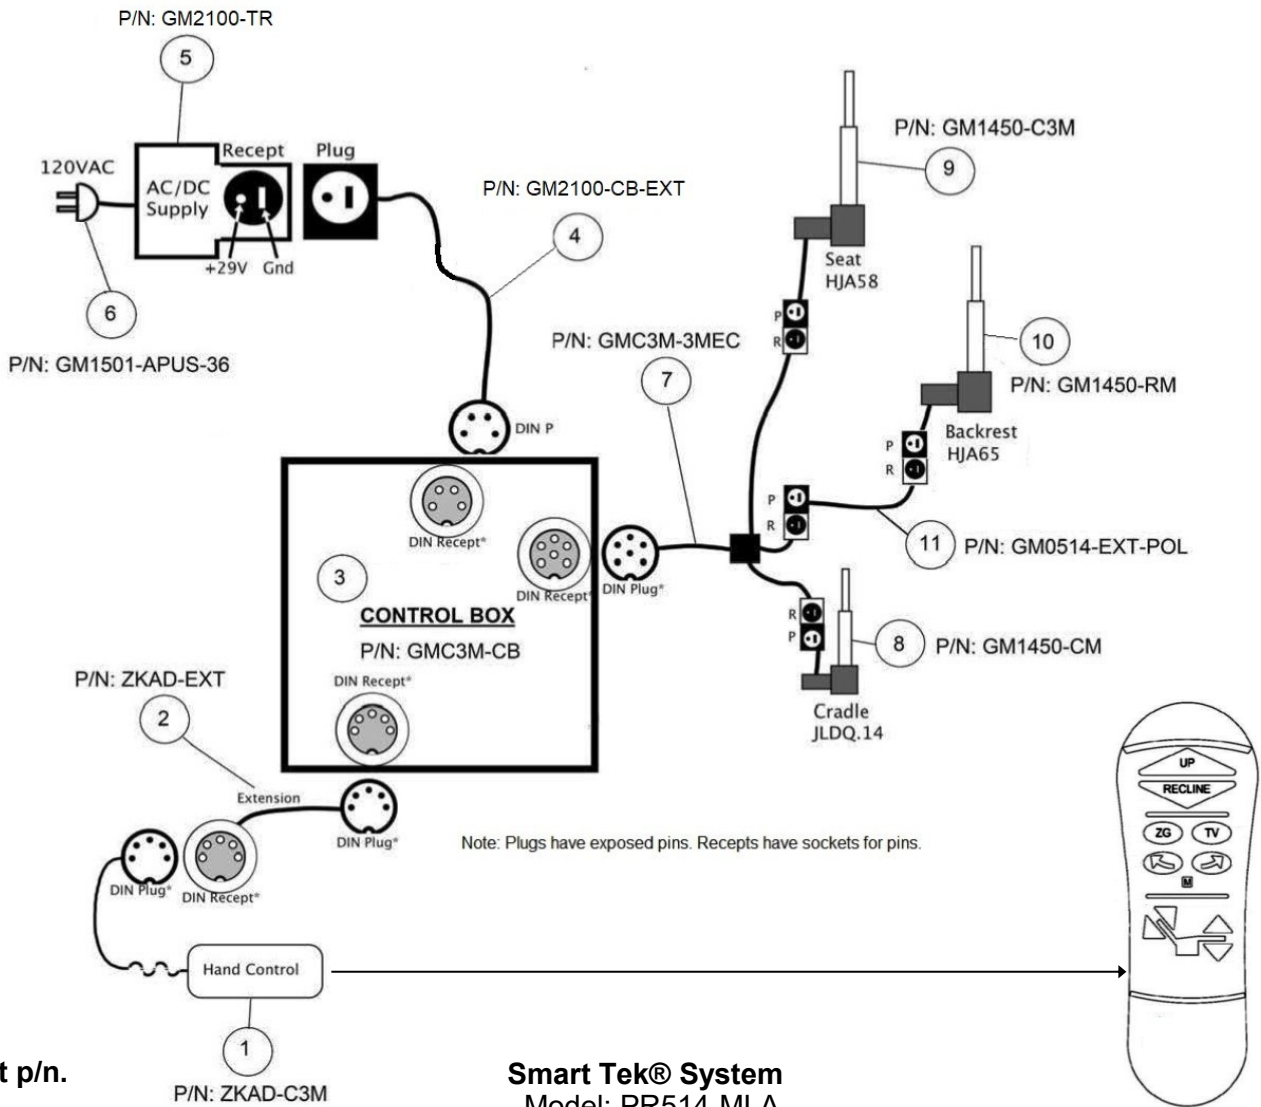 P/N: GM2100-TR
5
120VAC
AC/DC
Supply
Recept
Plug
+29V
Gnd
6
P/N: GM1501-APUS-36
P/N: GM2100-CB-EXT
4
DIN P
P/N: GMC3M-3MEC
7
P/N: GM1450-C3M
9
Seat
HJA58
P
R
10
P/N: GM1450-RM
Backrest
HJA65
P
R
P
R
11
P/N: GM0514-EXT-POL
R
P
8
P/N: GM1450-CM
Cradle
JLDQ.14
DIN Recept*
DIN Recept*
DIN Plug*
3
CONTROL BOX
P/N: GMC3M-CB
DIN Recept*
P/N: ZKAD-EXT
2
Extension
DIN Plug*
DIN Plug*
DIN Recept*
Note: Plugs have exposed pins. Recepts have sockets for pins.
Hand Control
1
P/N: ZKAD-C3M
UP
RECLINE
ZG
TV
M
t p/n.
Smart Tek® System
Model: PR514-MLA